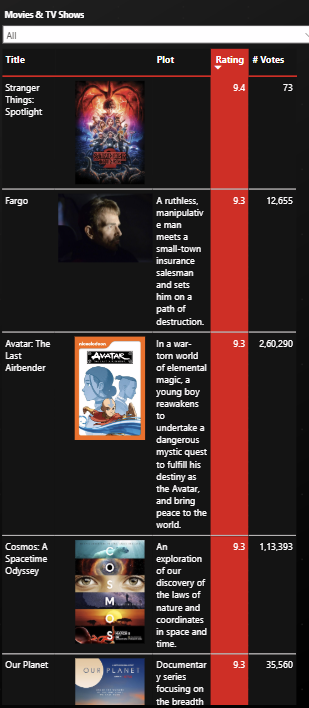 Movies & TV Shows
All
Title Plot Rating # Votes
Stranger
Things:
Spotlight
9.4 73
Fargo
A ruthless,
manipulativ
e man
meets a
small-town
insurance
salesman
and sets
him on a
path of
destruction.
9.3 12,655
Avatar: The
Last
Airbender
nickelodeon
AVATAR
In a war-
torn world
of elemental
magic, a
young boy
reawakens
to
undertake a
dangerous
mystic quest
to fulfill his
destiny as
the Avatar,
and bring
peace to the
world.
9.3 2,60,290
Cosmos: A
Spacetime
Odyssey
COSMOS
An
exploration
of our
discovery of
the laws of
nature and
coordinates
in space and
time.
9.3 1,13,393
Our Planet
OUR PLANET
Documentar
y series
focusing on
the breadth
9.3 35,560